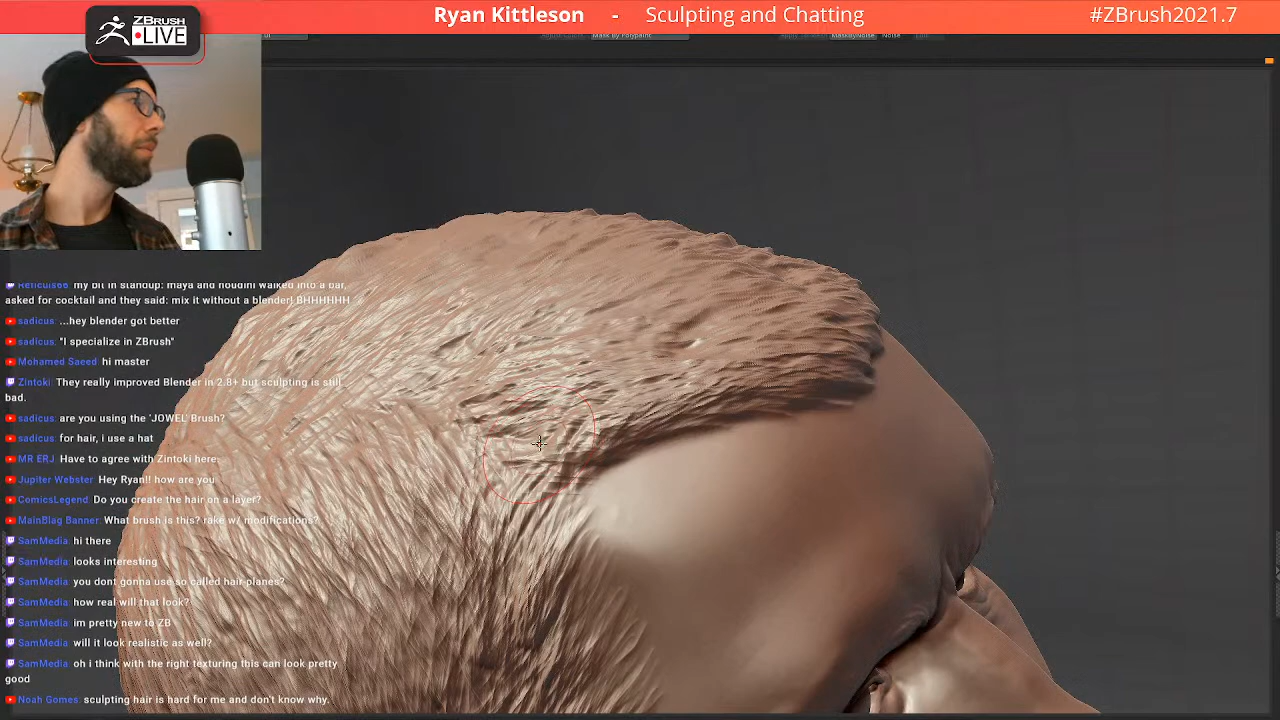 Ryan Kittleson - Sculpting and Chatting #ZBrush2021.7
ZBRUSH
LIVE
Mask By Polypaint
MaskByNoise Noise
Reficul566: my bit in standup: maya and houdini walked into a bar,
asked for cocktail and they said: mix it without a blender! BHHHHHH
sadicus: ...hey blender got better
sadicus: "I specialize in ZBrush"
Mohamed Saeed: hi master
Zintoki: They really improved Blender in 2.8+ but sculpting is still
bad.
sadicus: are you using the 'JOWEL' Brush?
sadicus: for hair, i use a hat
MR ERJ: Have to agree with Zintoki here.
Jupiter Webster: Hey Ryan!! how are you
ComicsLegend: Do you create the hair on a layer?
MainBlag Banner: What brush is this? rake w/ modifications?
SamMedia: hi there
SamMedia: looks interesting
SamMedia: you dont gonna use so called hair planes?
SamMedia: how real will that look?
SamMedia: im pretty new to ZB
SamMedia: will it look realistic as well?
SamMedia: oh i think with the right texturing this can look pretty
good
Noah Gomes: sculpting hair is hard for me and don't know why.